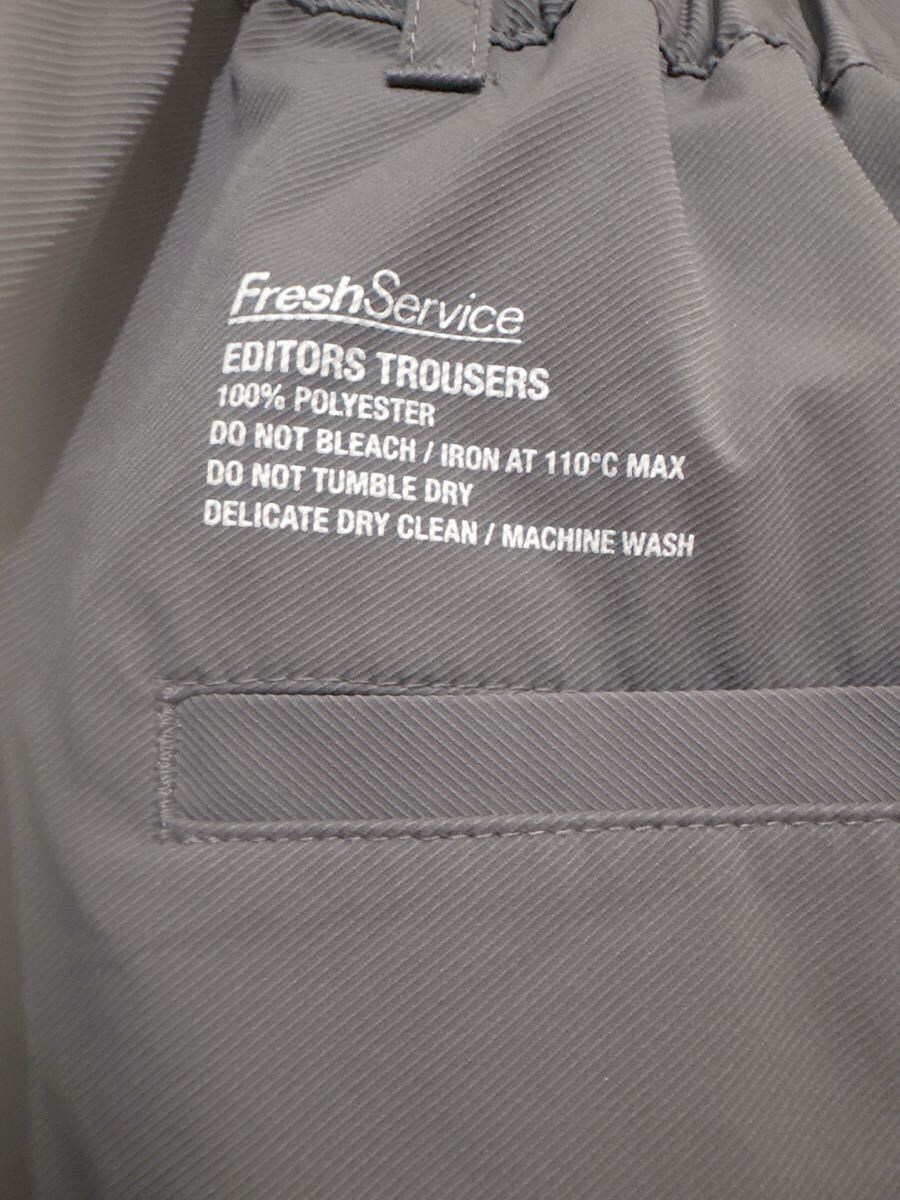 FreshService
EDITORS TROUSERS
100% POLYESTER
DO NOT BLEACH / IRON AT 110°C MAX
DO NOT TUMBLE DRY
DELICATE DRY CLEAN / MACHINE WASH